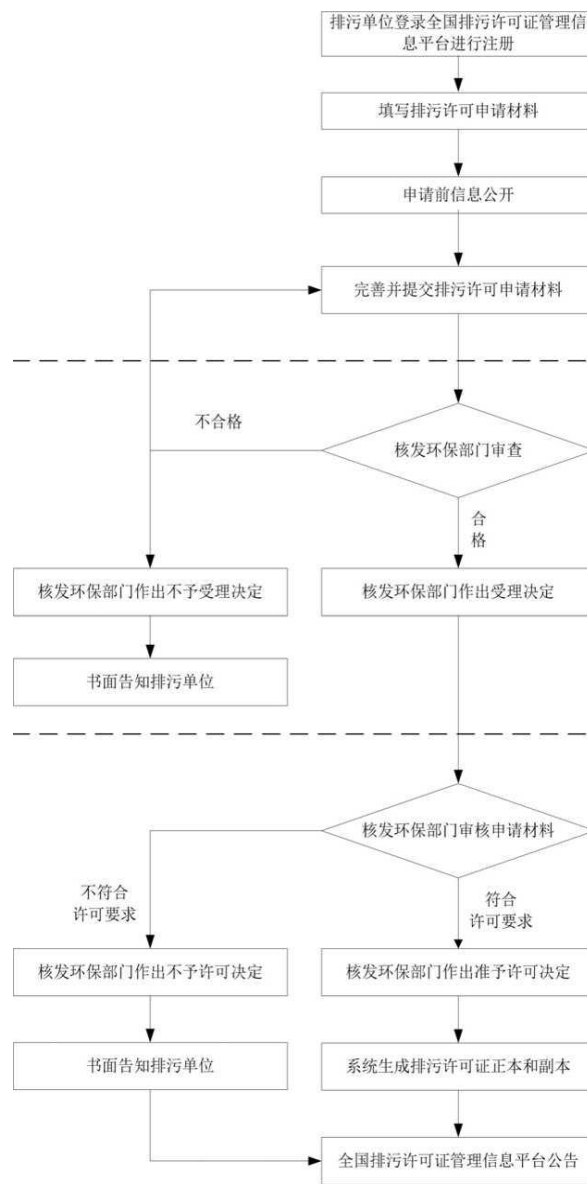 排污单位登录全国排污许可证管理信
息平台进行注册
填写排污许可申请材料
申请前信息公开
完善并提交排污许可申请材料
不合格
核发环保部门审查
合
格
核发环保部门作出不予受理决定
核发环保部门作出受理决定
书面告知排污单位
核发环保部门审核申请材料
不符合
许可要求
符合
许可要求
核发环保部门作出不予许可决定
核发环保部门作出准予许可决定
书面告知排污单位
系统生成排污许可证正本和副本
全国排污许可证管理信息平台公告